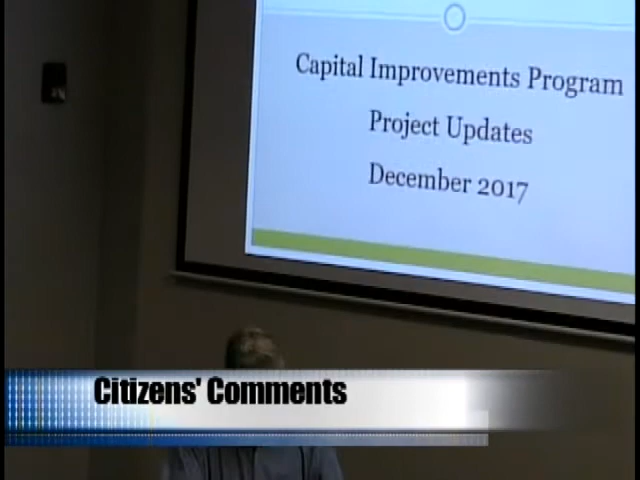 Capital Improvements Program
Project Updates
December 2017
Citizens' Comments